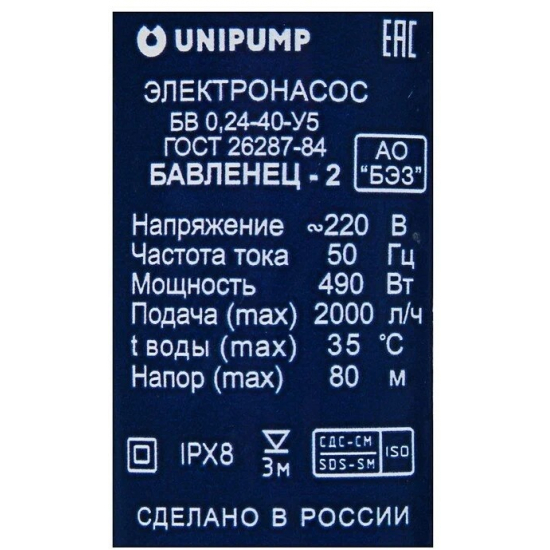 UNIPUMP EAC
ЭЛЕКТРОНАСОС
БВ 0,24-40-У5
ГОСТ 26287-84
БАВЛЕНЕЦ - 2
АО
"БЭЗ"
Напряжение ~220 В
Частота тока 50 Гц
Мощность 490 Вт
Подача (max) 2000 л/ч
t воды (max) 35 °C
Напор (max) 80 м
IPX8
3м
СДС-СМ
SDS-SM
ISO
СДЕЛАНО В РОССИИ